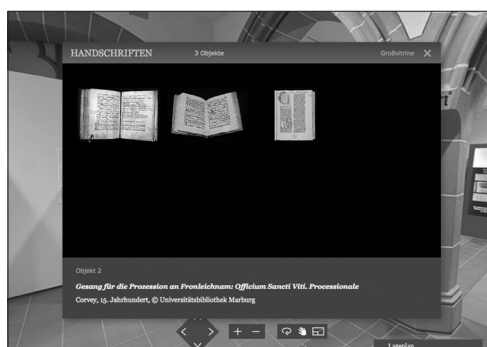 HANDSCHRIFTEN 3 Objekte Großvitrine
Objekt 2
Gesang für die Prozession an Fronleichnam: Officium Sancti Viti. Processionale
Corvey, 15. Jahrhundert, © Universitätsbibliothek Marburg
Lageplan